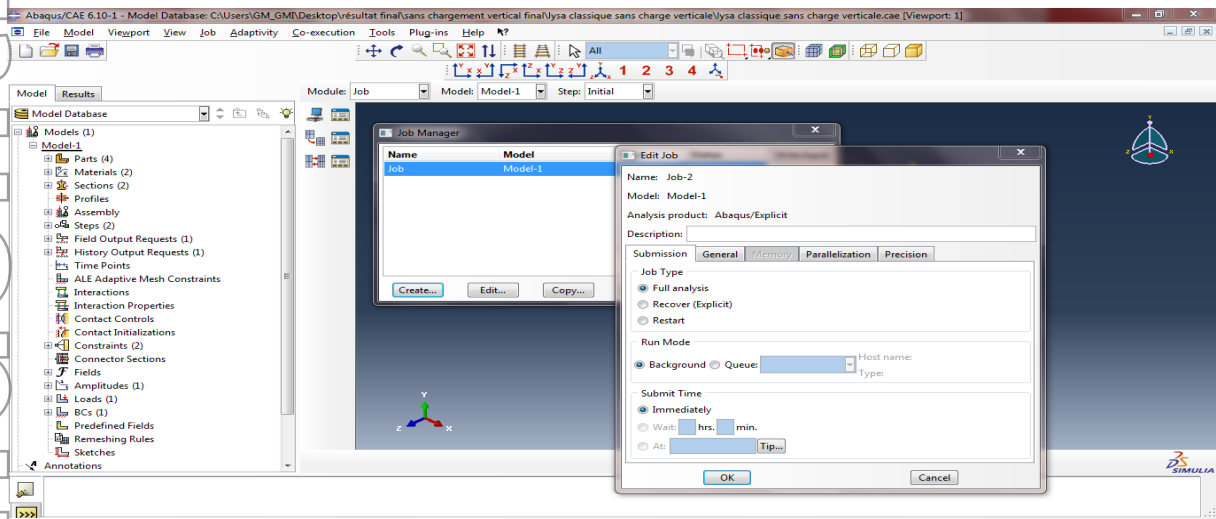 Abaqus/CAE 6.10-1 - Model Database: C:\Users\GM_GMI\Desktop\résultat final\sans chargement vertical final\lysa classique sans charge verticale\lysa classique sans charge verticale.cae [Viewport: 1]
File Model Viewport View Job Adaptivity Co-execution Tools Plug-ins Help
All
1 2 3 4
Model Results
Module: Job Model: Model-1 Step: Initial
Model Database
Models (1)
Model-1
Parts (4)
Materials (2)
Sections (2)
Profiles
Assembly
Steps (2)
Field Output Requests (1)
History Output Requests (1)
Time Points
ALE Adaptive Mesh Constraints
Interactions
Interaction Properties
Contact Controls
Contact Initializations
Constraints (2)
Connector Sections
Fields
Amplitudes (1)
Loads (1)
BCs (1)
Predefined Fields
Remeshing Rules
Sketches
Annotations
Job Manager
Name Model
Job Model-1
Create... Edit... Copy...
Edit Job
Name: Job-2
Model: Model-1
Analysis product: Abaqus/Explicit
Description:
Submission General Memory Parallelization Precision
Job Type
Full analysis
Recover (Explicit)
Restart
Run Mode
Background Queue: Host name:
Type:
Submit Time
Immediately
Wait: hrs. min.
At: Tip...
OK Cancel
Y
Z X
Y
Z X
SIMULIA
>>>